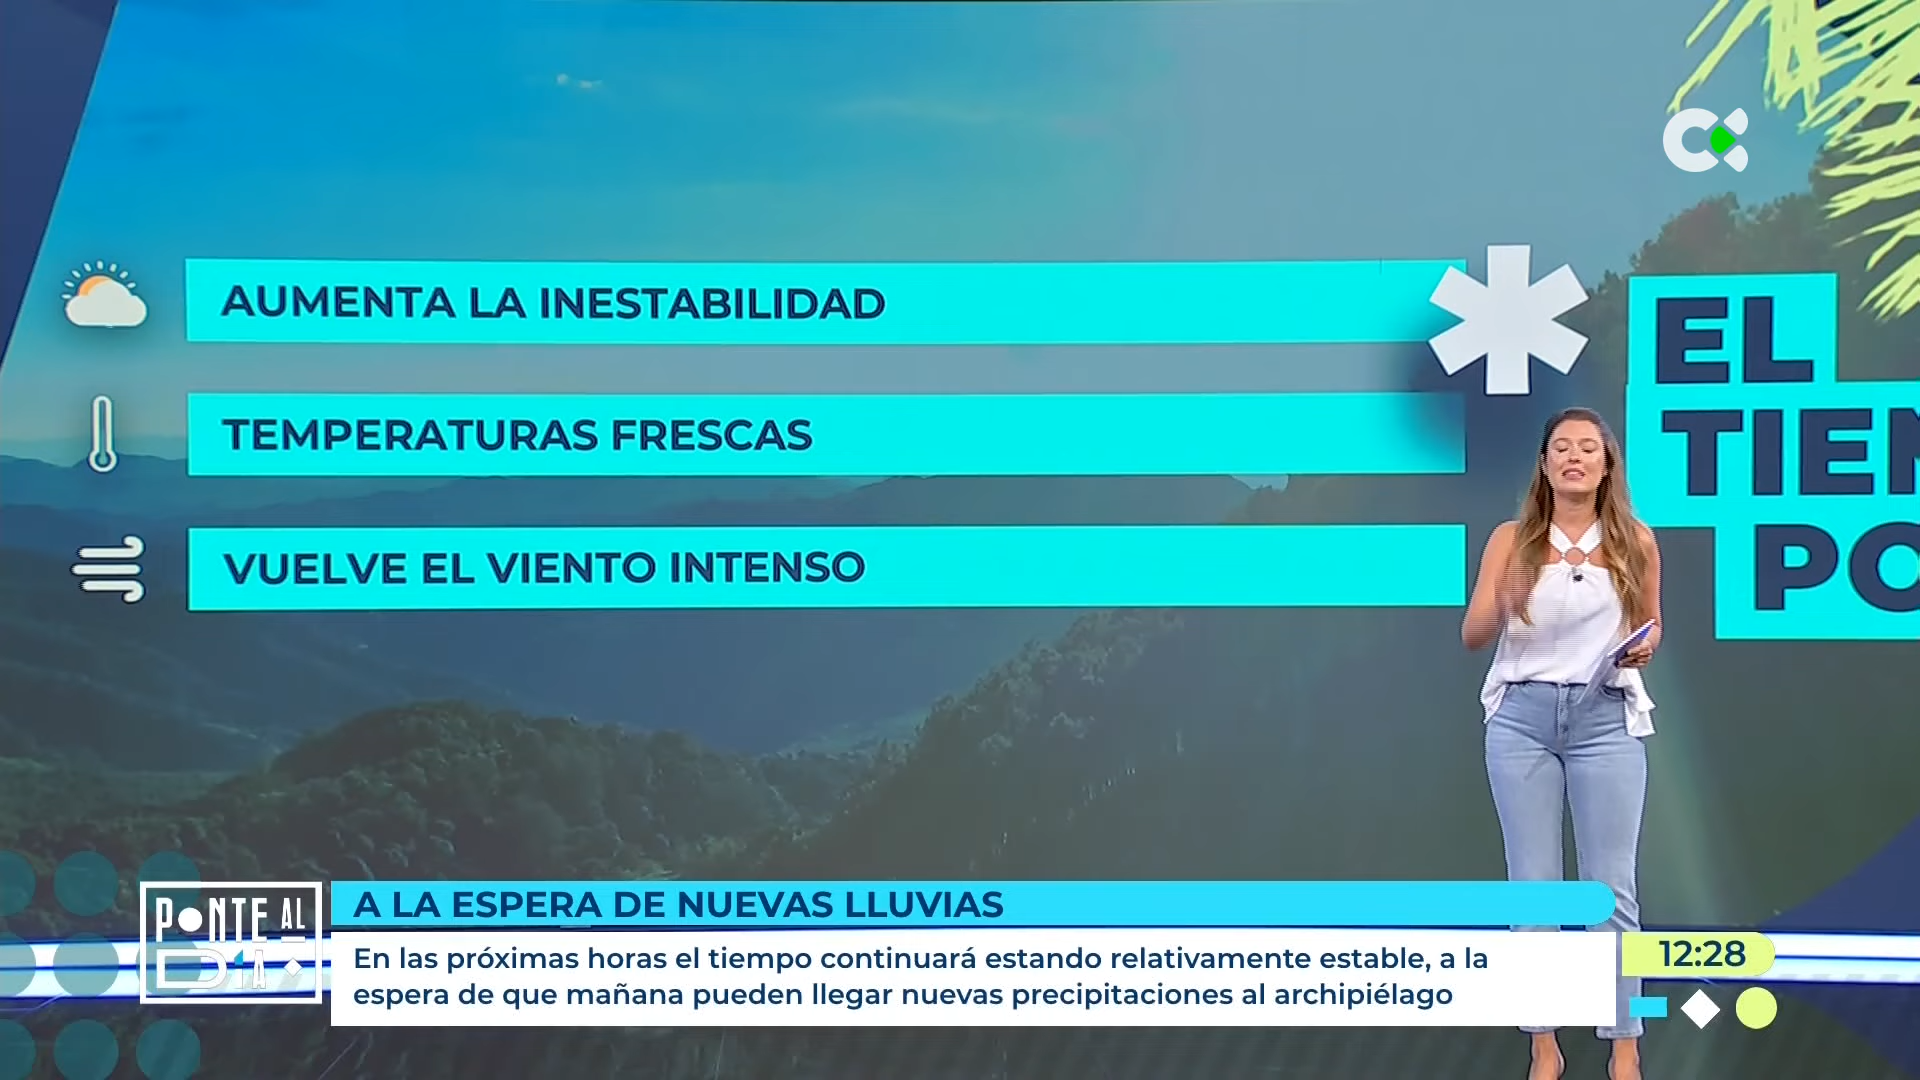 AUMENTA LA INESTABILIDAD
TEMPERATURAS FRESCAS
VUELVE EL VIENTO INTENSO
EL
TIEM
PO
PONTE AL
DÍA
A LA ESPERA DE NUEVAS LLUVIAS
En las próximas horas el tiempo continuará estando relativamente estable, a la
espera de que mañana pueden llegar nuevas precipitaciones al archipiélago
12:28